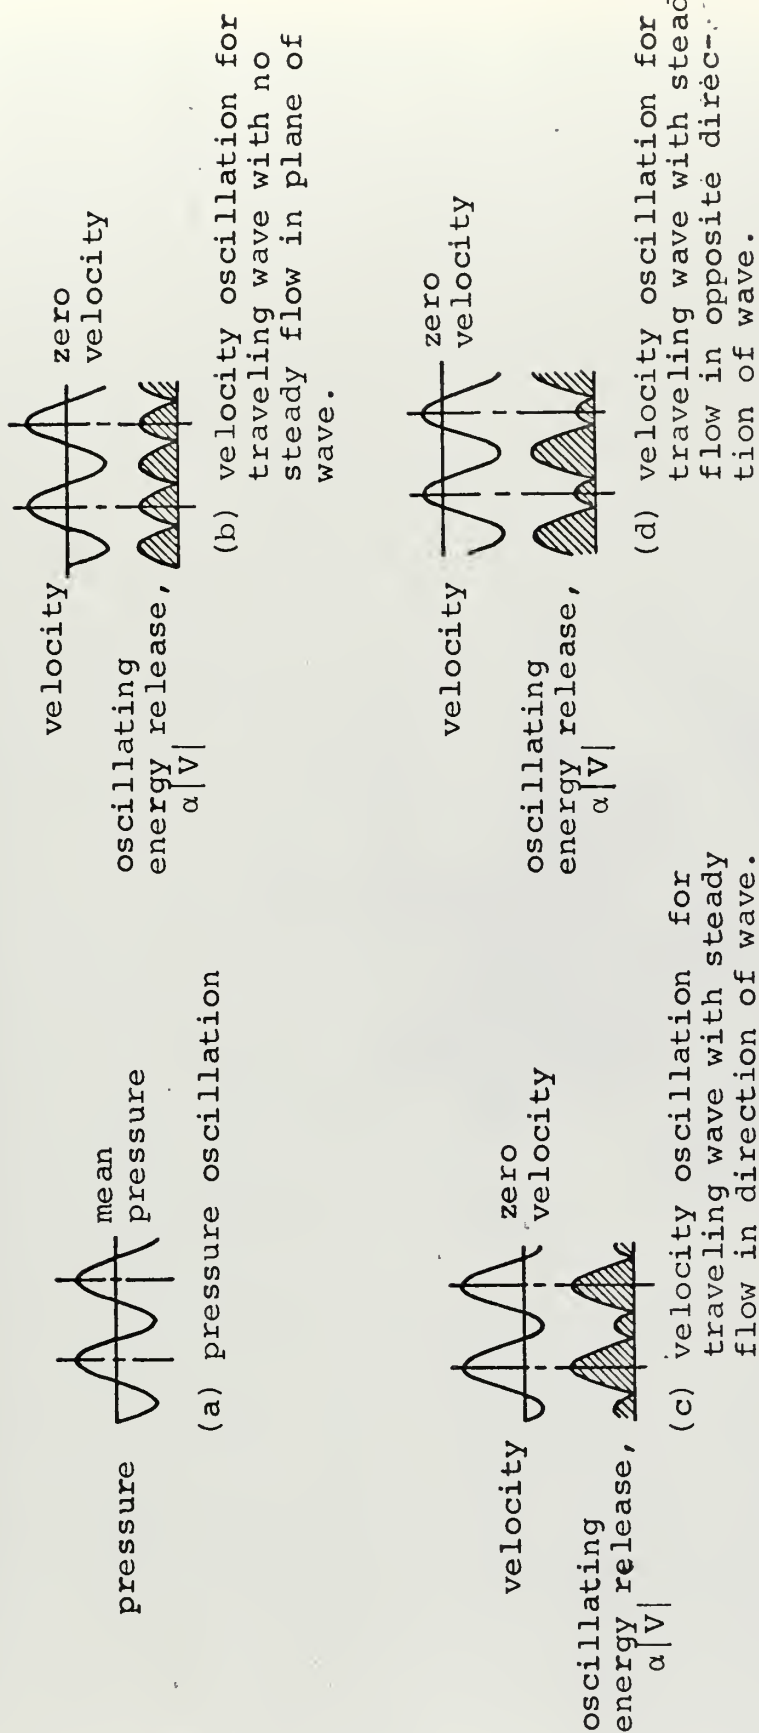 pressure
mean
pressure
(a) pressure oscillation
velocity
zero
velocity
oscillating
energy release,
α|V|
(b) velocity oscillation for
traveling wave with no
steady flow in plane of
wave.
velocity
zero
velocity
oscillating
energy release,
α|V|
(c) velocity oscillation for
traveling wave with steady
flow in direction of wave.
velocity
zero
velocity
oscillating
energy release,
α|V|
(d) velocity oscillation for
traveling wave with stead
flow in opposite direc-
tion of wave.